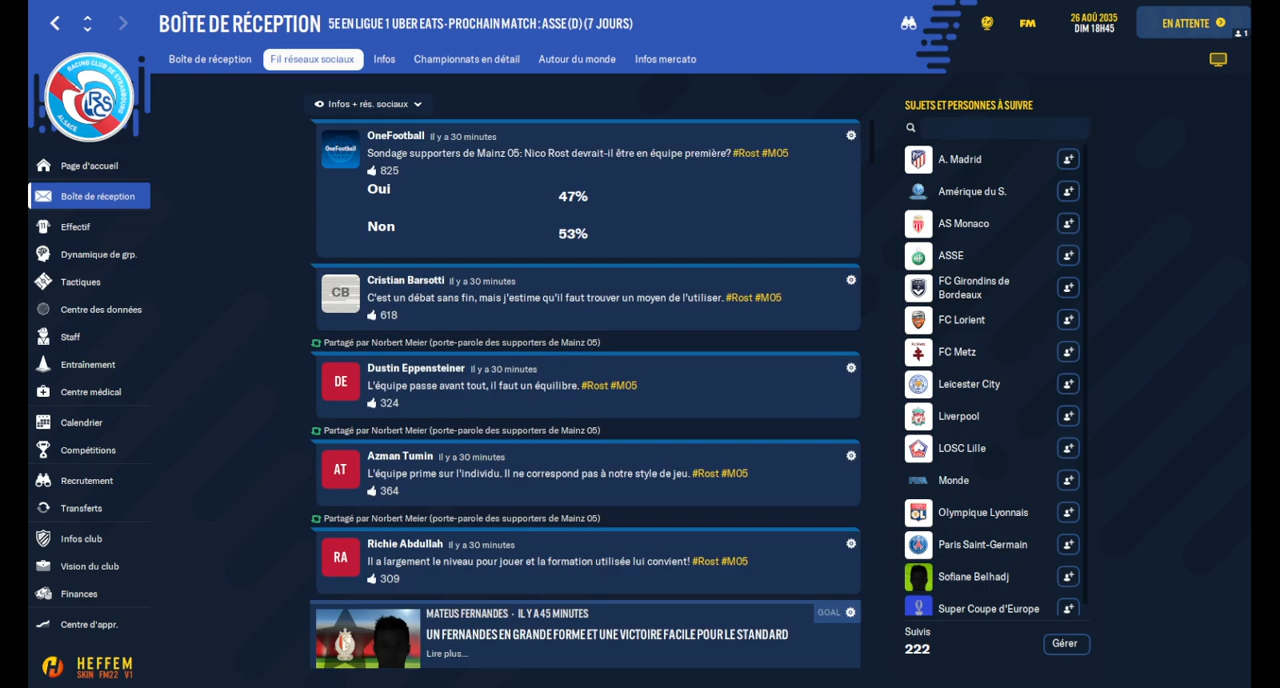 BOÎTE DE RÉCEPTION 5E EN LIGUE 1 UBER EATS - PROCHAIN MATCH : ASSE (D) (7 JOURS)
FM
26 AOÛ 2035
DIM 18H45
EN ATTENTE
1
Boîte de réception
Fil réseaux sociaux
Infos
Championnats en détail
Autour du monde
Infos mercato
RACING CLUB DE STRASBOURG
RCS
ALSACE
Page d'accueil
Boîte de réception
Effectif
Dynamique de grp.
Tactiques
Centre des données
Staff
Entraînement
Centre médical
Calendrier
Compétitions
Recrutement
Transferts
Infos club
Vision du club
Finances
Centre d'appr.
HEFFEM
SKIN FM22 V1
Infos + rés. sociaux
OneFootball
OneFootball Il y a 30 minutes
Sondage supporters de Mainz 05: Nico Rost devrait-il être en équipe première? #Rost #M05
825
Oui
47%
Non
53%
CB
Cristian Barsotti Il y a 30 minutes
C'est un débat sans fin, mais j'estime qu'il faut trouver un moyen de l'utiliser. #Rost #M05
618
Partagé par Norbert Meier (porte-parole des supporters de Mainz 05)
DE
Dustin Eppensteiner Il y a 30 minutes
L'équipe passe avant tout, il faut un équilibre. #Rost #M05
324
Partagé par Norbert Meier (porte-parole des supporters de Mainz 05)
AT
Azman Tumin Il y a 30 minutes
L'équipe prime sur l'individu. Il ne correspond pas à notre style de jeu. #Rost #M05
364
Partagé par Norbert Meier (porte-parole des supporters de Mainz 05)
RA
Richie Abdullah Il y a 30 minutes
Il a largement le niveau pour jouer et la formation utilisée lui convient! #Rost #M05
309
MATEUS FERNANDES - IL Y A 45 MINUTES
GOAL
UN FERNANDES EN GRANDE FORME ET UNE VICTOIRE FACILE POUR LE STANDARD
Lire plus...
SUJETS ET PERSONNES À SUIVRE
A. Madrid
Amérique du S.
AS Monaco
ASSE
FC Girondins de
Bordeaux
FC Lorient
FC Metz
Leicester City
Liverpool
LOSC Lille
FIFA
Monde
Olympique Lyonnais
Paris Saint-Germain
Sofiane Belhadj
Super Coupe d'Europe
Suivis
222
Gérer